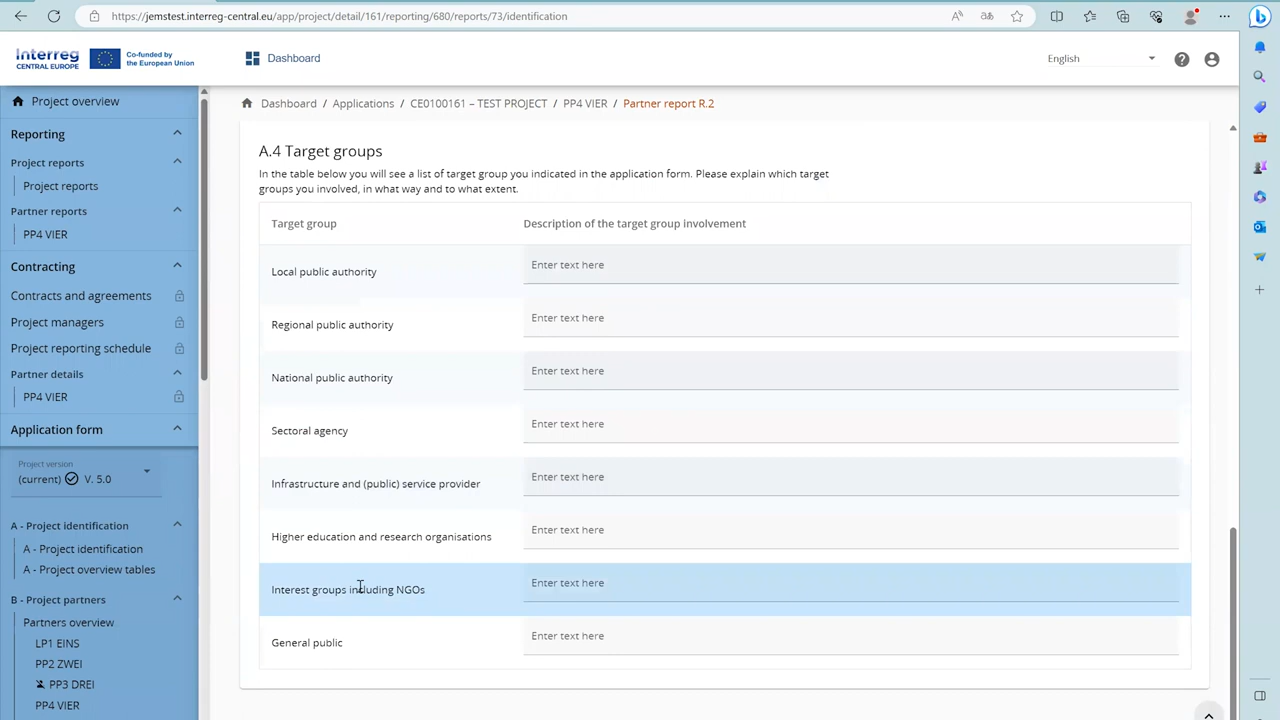 https://jemstest.interreg-central.eu/app/project/detail/161/reporting/680/reports/73/identification
Interreg
CENTRAL EUROPE
Co-funded by
the European Union
Dashboard
English
Project overview
Reporting
Project reports
Project reports
Partner reports
PP4 VIER
Contracting
Contracts and agreements
Project managers
Project reporting schedule
Partner details
PP4 VIER
Application form
Project version
(current) V. 5.0
A - Project identification
A - Project identification
A - Project overview tables
B - Project partners
Partners overview
LP1 EINS
PP2 ZWEI
PP3 DREI
PP4 VIER
Dashboard / Applications / CE0100161 – TEST PROJECT / PP4 VIER / Partner report R.2
A.4 Target groups
In the table below you will see a list of target group you indicated in the application form. Please explain which target
groups you involved, in what way and to what extent.
Target group Description of the target group involvement
Local public authority Enter text here
Regional public authority Enter text here
National public authority Enter text here
Sectoral agency Enter text here
Infrastructure and (public) service provider Enter text here
Higher education and research organisations Enter text here
Interest groups including NGOs Enter text here
General public Enter text here